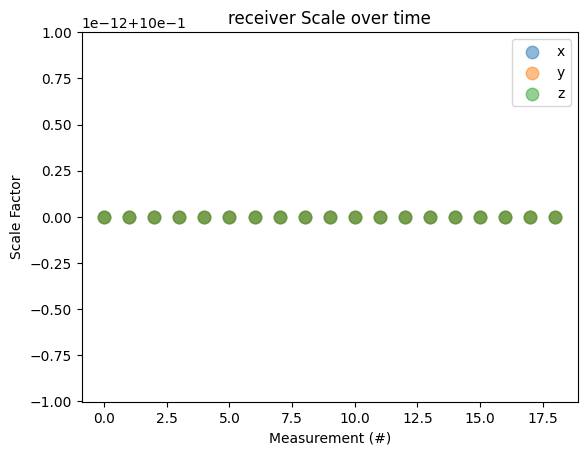 receiver Scale over time
1e−12+10e−1
1.00
0.75
0.50
0.25
0.00
−0.25
−0.50
−0.75
−1.00
Scale Factor
x
y
z
0.0 2.5 5.0 7.5 10.0 12.5 15.0 17.5
Measurement (#)